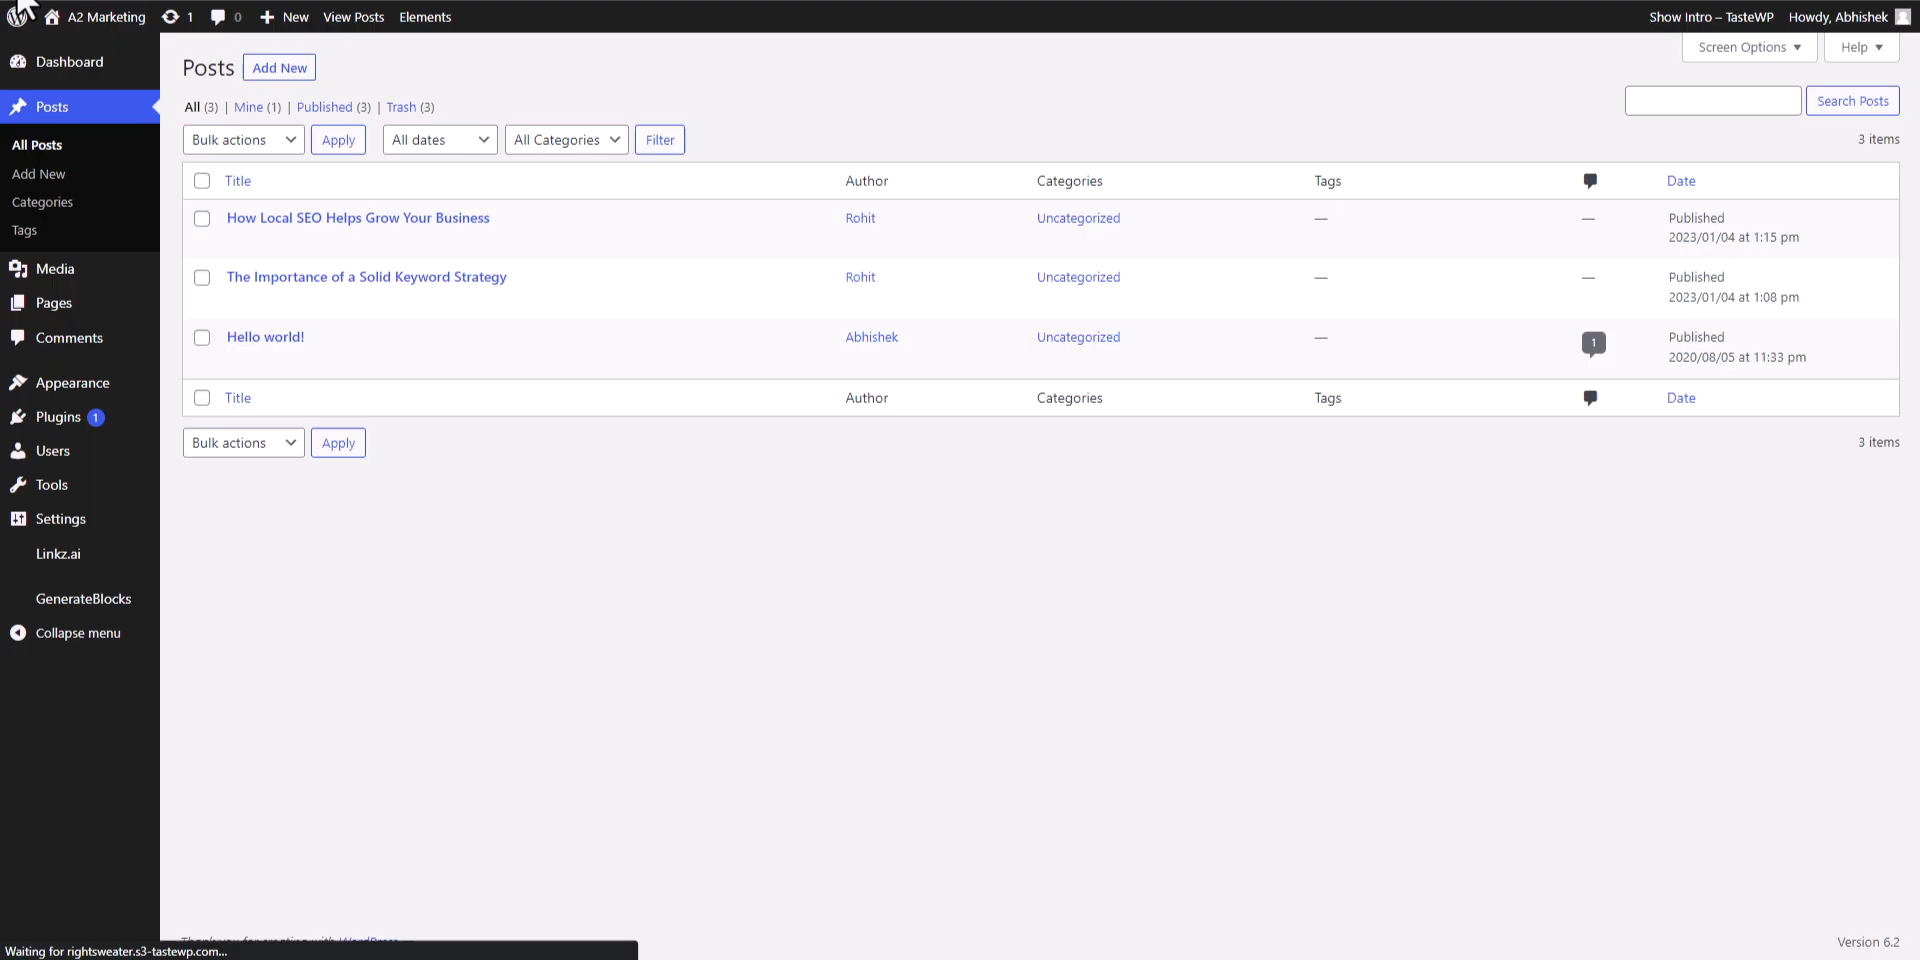 A2 Marketing 1 0 New View Posts Elements Show Intro – TasteWP Howdy, Abhishek
Dashboard
Posts
All Posts
Add New
Categories
Tags
Media
Pages
Comments
Appearance
Plugins 1
Users
Tools
Settings
Linkz.ai
GenerateBlocks
Collapse menu
Screen Options ▼ Help ▼
Posts Add New
All (3) | Mine (1) | Published (3) | Trash (3)
Search Posts
Bulk actions Apply All dates All Categories Filter 3 items
Title Author Categories Tags Date
How Local SEO Helps Grow Your Business Rohit Uncategorized — — Published
2023/01/04 at 1:15 pm
The Importance of a Solid Keyword Strategy Rohit Uncategorized — — Published
2023/01/04 at 1:08 pm
Hello world! Abhishek Uncategorized — 1 Published
2020/08/05 at 11:33 pm
Title Author Categories Tags Date
Bulk actions Apply 3 items
Thank you for creating with WordPress.
Version 6.2
Waiting for rightsweater.s3-tastewp.com...